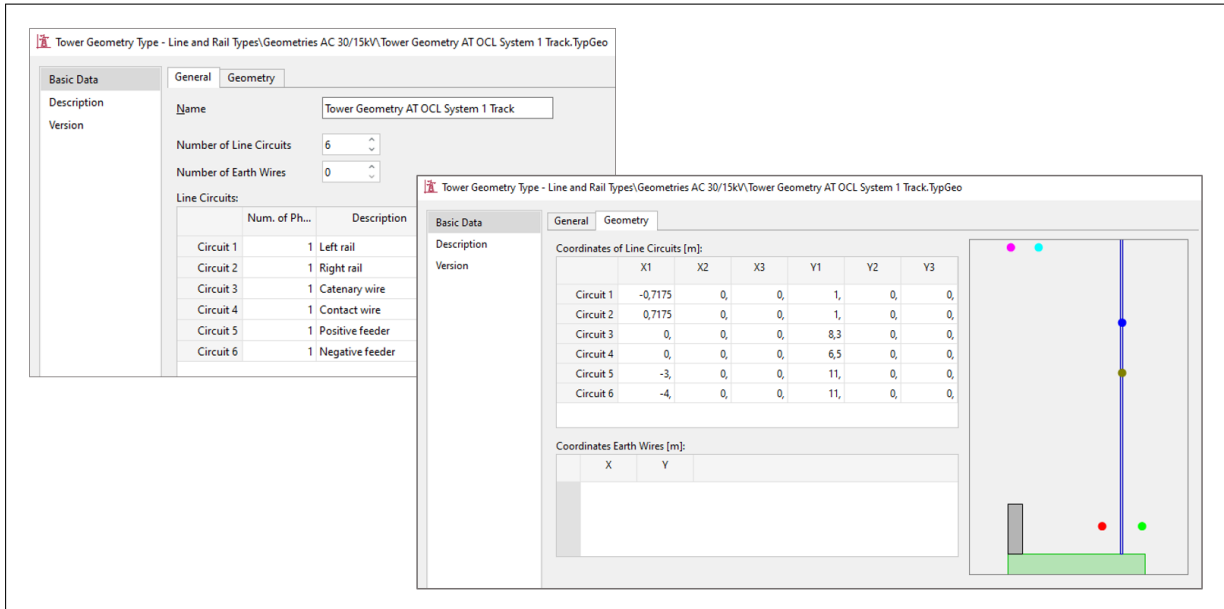 Tower Geometry Type - Line and Rail Types\Geometries AC 30/15kV\Tower Geometry AT OCL System 1 Track.TypGeo
Basic Data
Description
Version
General Geometry
Name Tower Geometry AT OCL System 1 Track
Number of Line Circuits 6
Number of Earth Wires 0
Line Circuits:
Num. of Ph... Description
Circuit 1 1 Left rail
Circuit 2 1 Right rail
Circuit 3 1 Catenary wire
Circuit 4 1 Contact wire
Circuit 5 1 Positive feeder
Circuit 6 1 Negative feeder
Tower Geometry Type - Line and Rail Types\Geometries AC 30/15kV\Tower Geometry AT OCL System 1 Track.TypGeo
Basic Data
Description
Version
General Geometry
Coordinates of Line Circuits [m]:
X1 X2 X3 Y1 Y2 Y3
Circuit 1 -0,7175 0, 0, 1, 0, 0,
Circuit 2 0,7175 0, 0, 1, 0, 0,
Circuit 3 0, 0, 0, 8,3 0, 0,
Circuit 4 0, 0, 0, 6,5 0, 0,
Circuit 5 -3, 0, 0, 11, 0, 0,
Circuit 6 -4, 0, 0, 11, 0, 0,
Coordinates Earth Wires [m]:
X Y